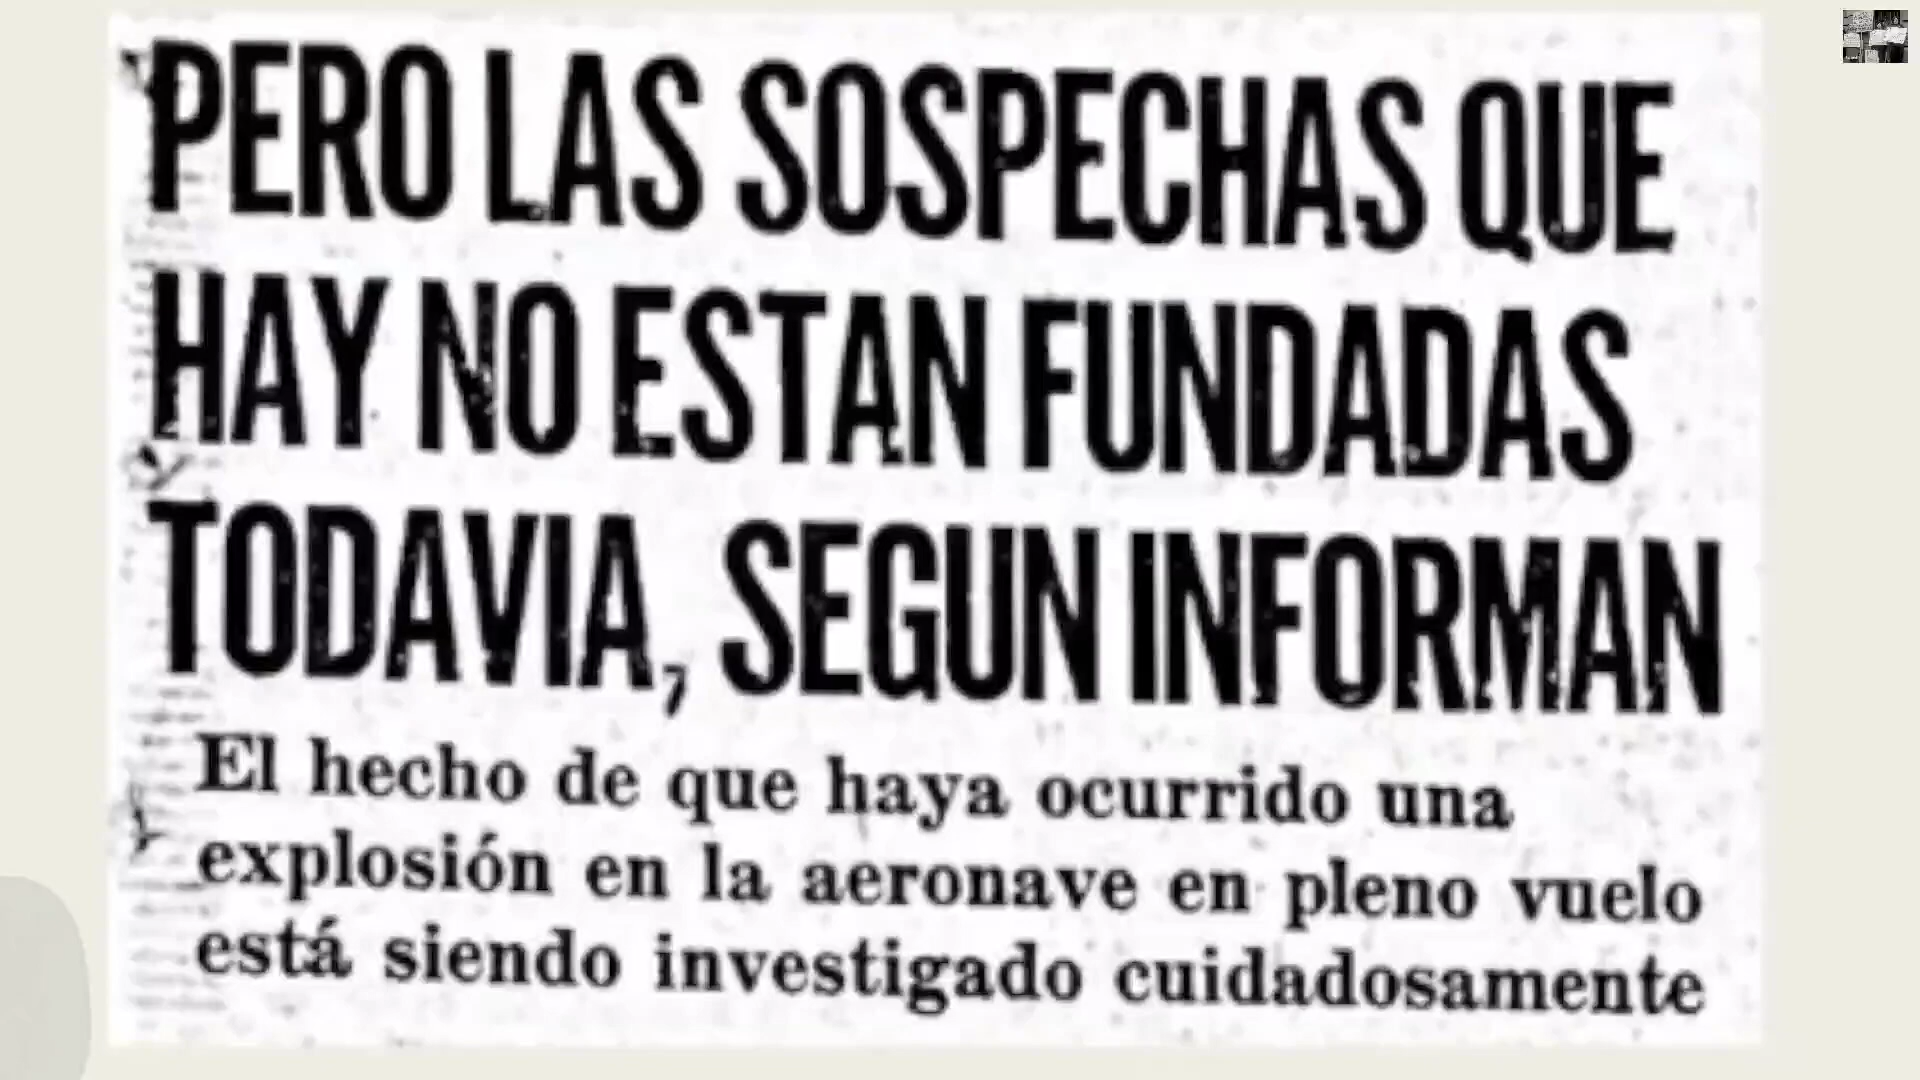 PERO LAS SOSPECHAS QUE
HAY NO ESTAN FUNDADAS
TODAVIA, SEGUN INFORMAN
El hecho de que haya ocurrido una
explosión en la aeronave en pleno vuelo
está siendo investigado cuidadosamente